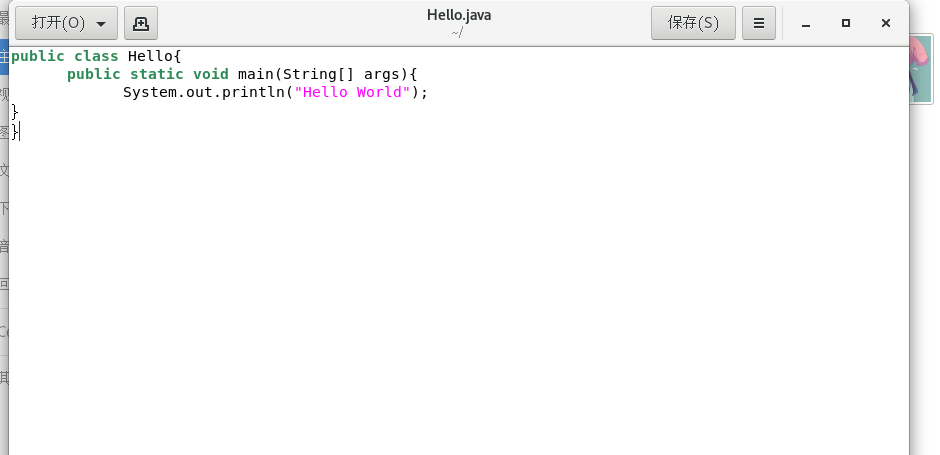 打开(O)
Hello.java
~/
保存(S)
public class Hello{
public static void main(String[] args){
System.out.println("Hello World");
}
}